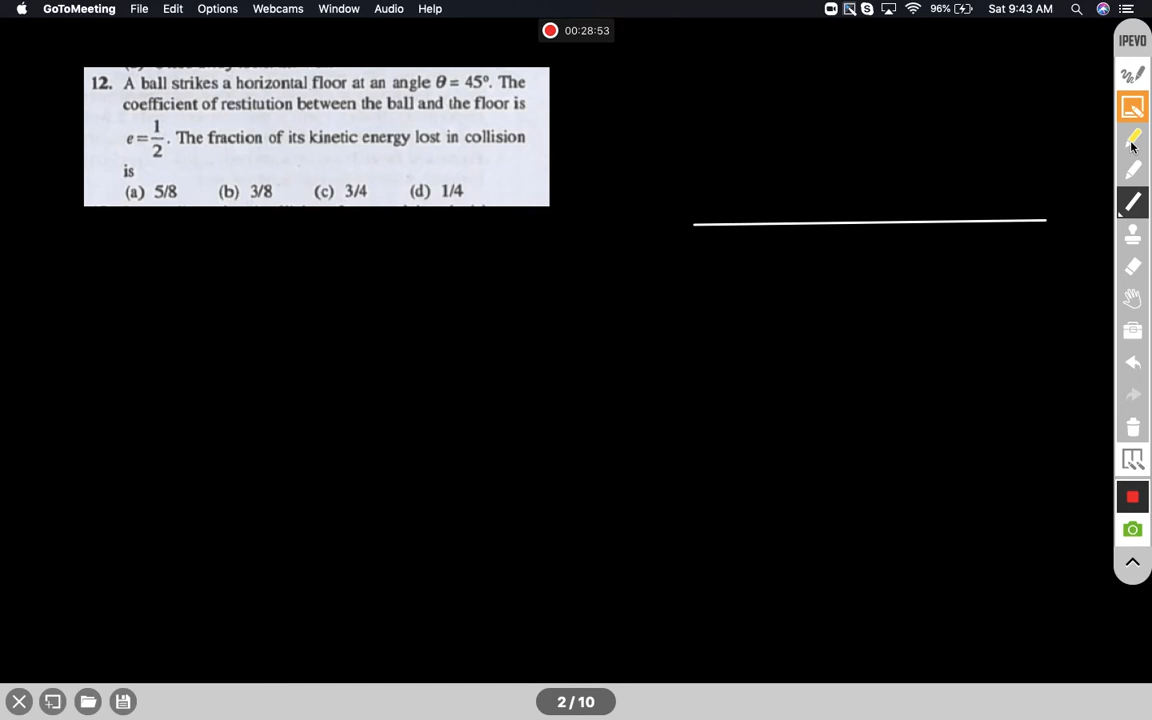 GoToMeeting File Edit Options Webcams Window Audio Help 96% Sat 9:43 AM
00:28:53
IPEVO
12. A ball strikes a horizontal floor at an angle θ = 45°. The
coefficient of restitution between the ball and the floor is
e = 1/2. The fraction of its kinetic energy lost in collision
is
(a) 5/8 (b) 3/8 (c) 3/4 (d) 1/4
2 / 10